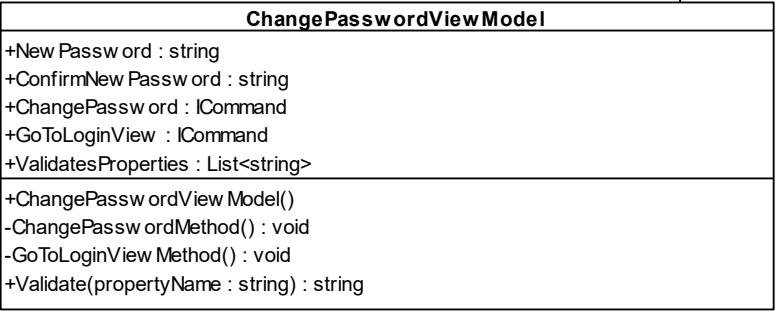 ChangePasswordViewModel
+NewPassword : string
+ConfirmNewPassword : string
+ChangePassword : ICommand
+GoToLoginView : ICommand
+ValidatesProperties : List<string>
+ChangePasswordViewModel()
-ChangePasswordMethod() : void
-GoToLoginViewMethod() : void
+Validate(propertyName : string) : string